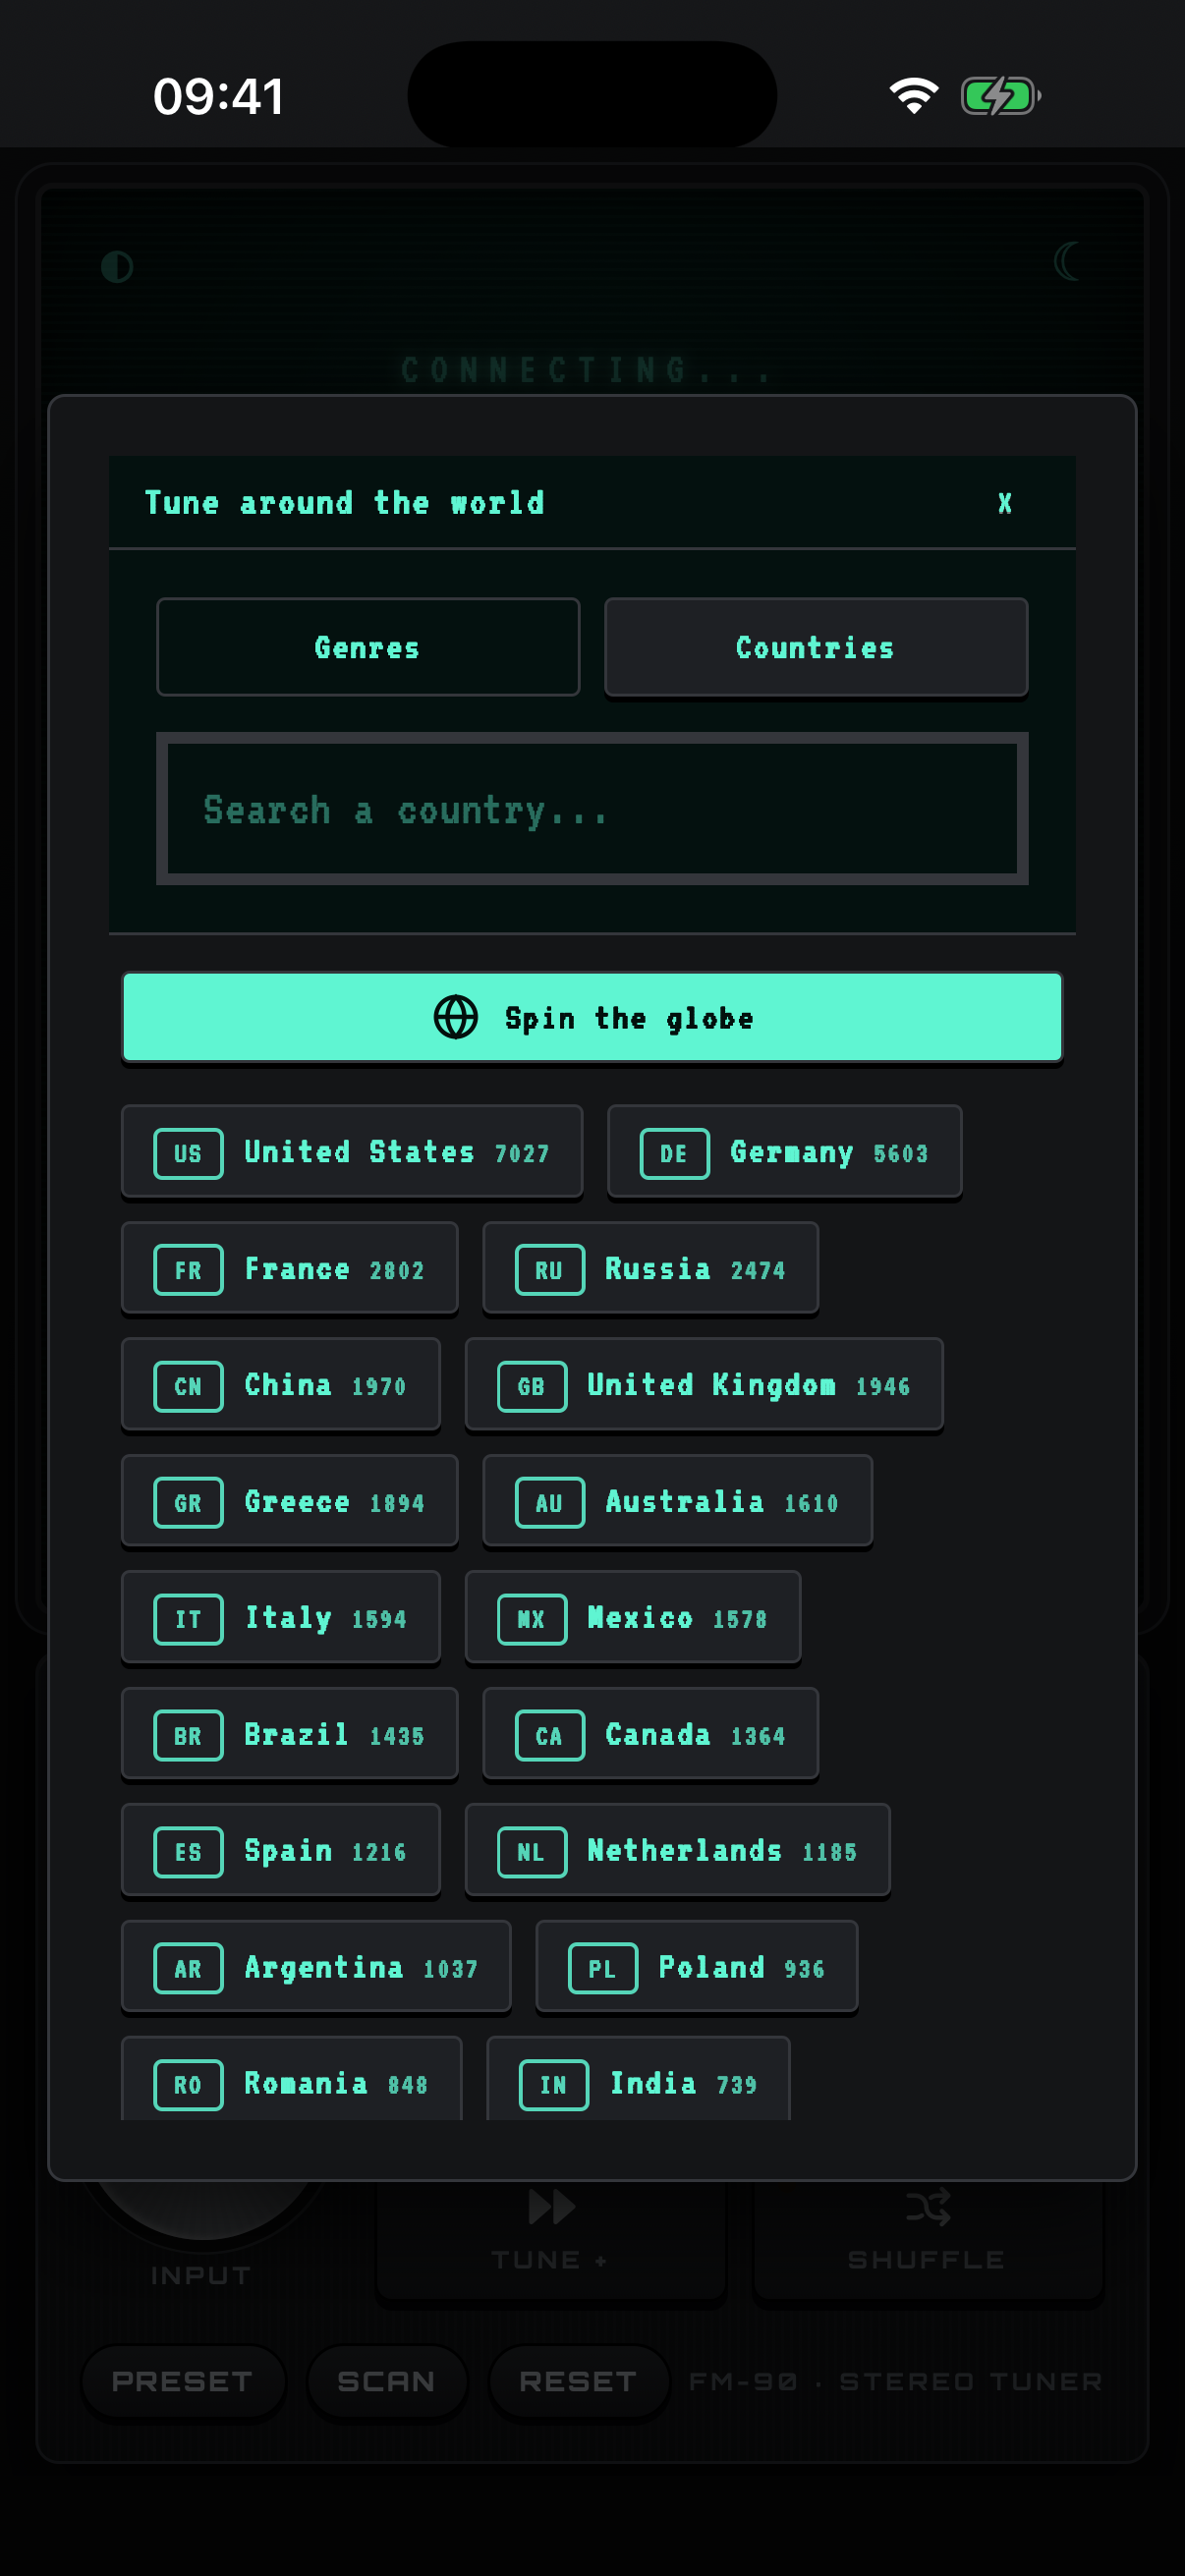 09:41
CONNECTING...
Tune around the world X
Genres Countries
Search a country...
Spin the globe
US United States 7027 DE Germany 5603
FR France 2802 RU Russia 2474
CN China 1970 GB United Kingdom 1946
GR Greece 1894 AU Australia 1610
IT Italy 1594 MX Mexico 1578
BR Brazil 1435 CA Canada 1364
ES Spain 1216 NL Netherlands 1185
AR Argentina 1037 PL Poland 936
RO Romania 848 IN India 739
INPUT TUNE + SHUFFLE
PRESET SCAN RESET FM-90 · STEREO TUNER